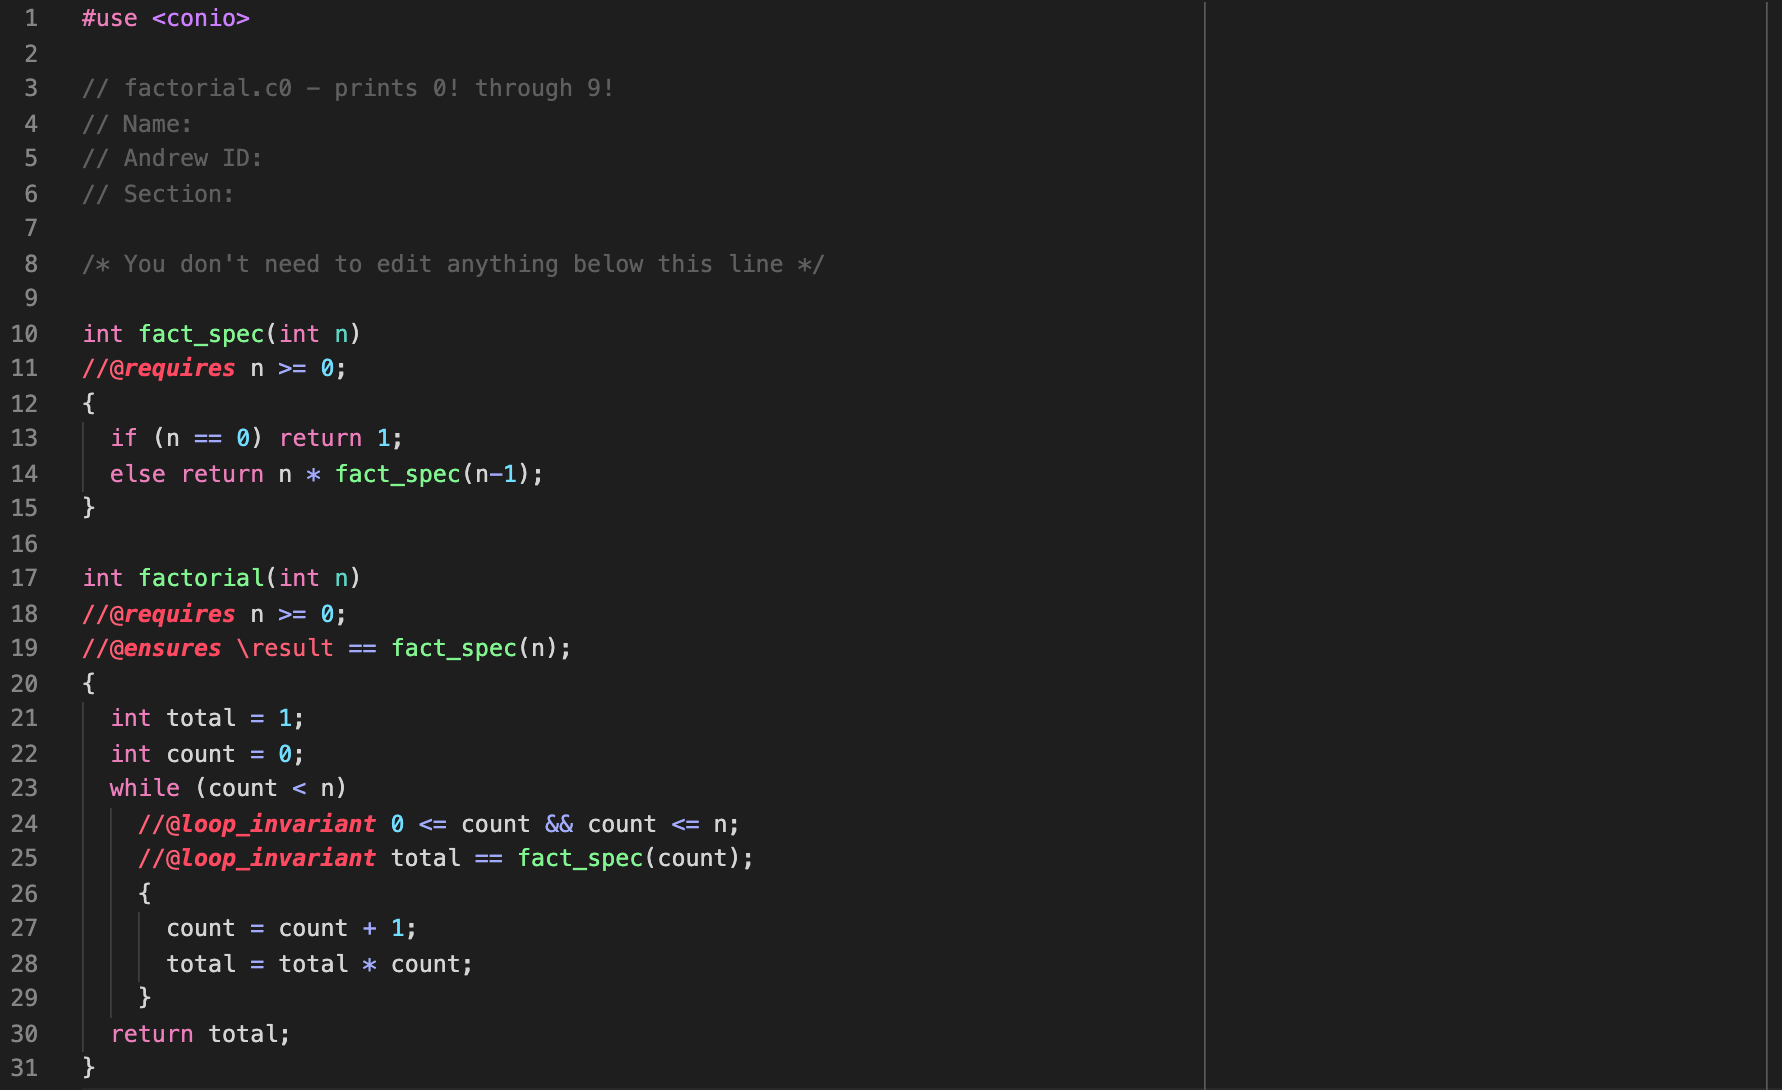 1 #use <conio>
2
3 // factorial.c0 – prints 0! through 9!
4 // Name:
5 // Andrew ID:
6 // Section:
7
8 /* You don't need to edit anything below this line */
9
10 int fact_spec(int n)
11 //@requires n >= 0;
12 {
13   if (n == 0) return 1;
14   else return n * fact_spec(n-1);
15 }
16
17 int factorial(int n)
18 //@requires n >= 0;
19 //@ensures \result == fact_spec(n);
20 {
21   int total = 1;
22   int count = 0;
23   while (count < n)
24     //@loop_invariant 0 <= count && count <= n;
25     //@loop_invariant total == fact_spec(count);
26     {
27       count = count + 1;
28       total = total * count;
29     }
30   return total;
31 }